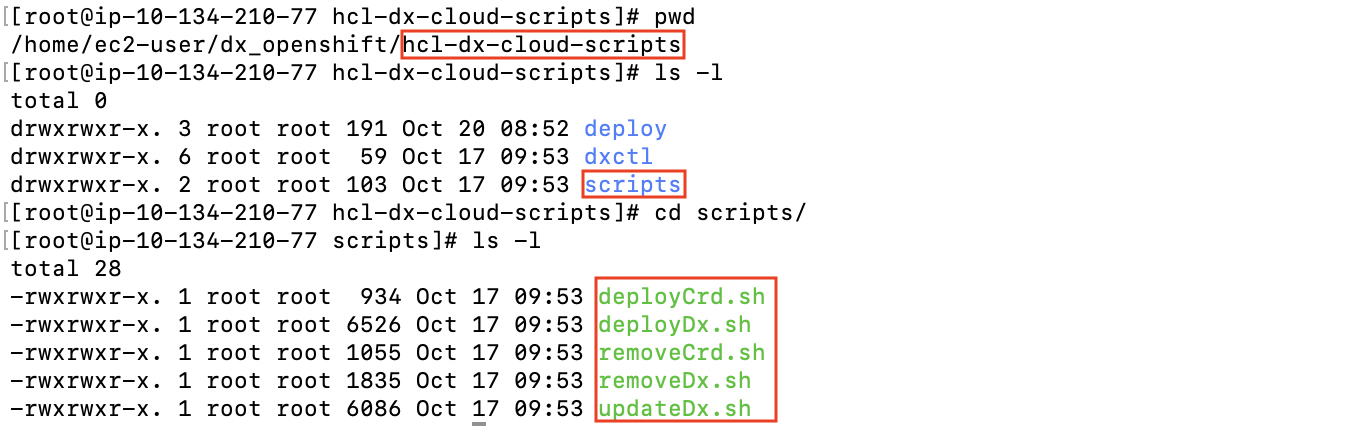 [[root@ip-10-134-210-77 hcl-dx-cloud-scripts]# pwd
/home/ec2-user/dx_openshift/hcl-dx-cloud-scripts
[[root@ip-10-134-210-77 hcl-dx-cloud-scripts]# ls -l
total 0
drwxrwxr-x. 3 root root 191 Oct 20 08:52 deploy
drwxrwxr-x. 6 root root  59 Oct 17 09:53 dxctl
drwxrwxr-x. 2 root root 103 Oct 17 09:53 scripts
[[root@ip-10-134-210-77 hcl-dx-cloud-scripts]# cd scripts/
[[root@ip-10-134-210-77 scripts]# ls -l
total 28
-rwxrwxr-x. 1 root root  934 Oct 17 09:53 deployCrd.sh
-rwxrwxr-x. 1 root root 6526 Oct 17 09:53 deployDx.sh
-rwxrwxr-x. 1 root root 1055 Oct 17 09:53 removeCrd.sh
-rwxrwxr-x. 1 root root 1835 Oct 17 09:53 removeDx.sh
-rwxrwxr-x. 1 root root 6086 Oct 17 09:53 updateDx.sh